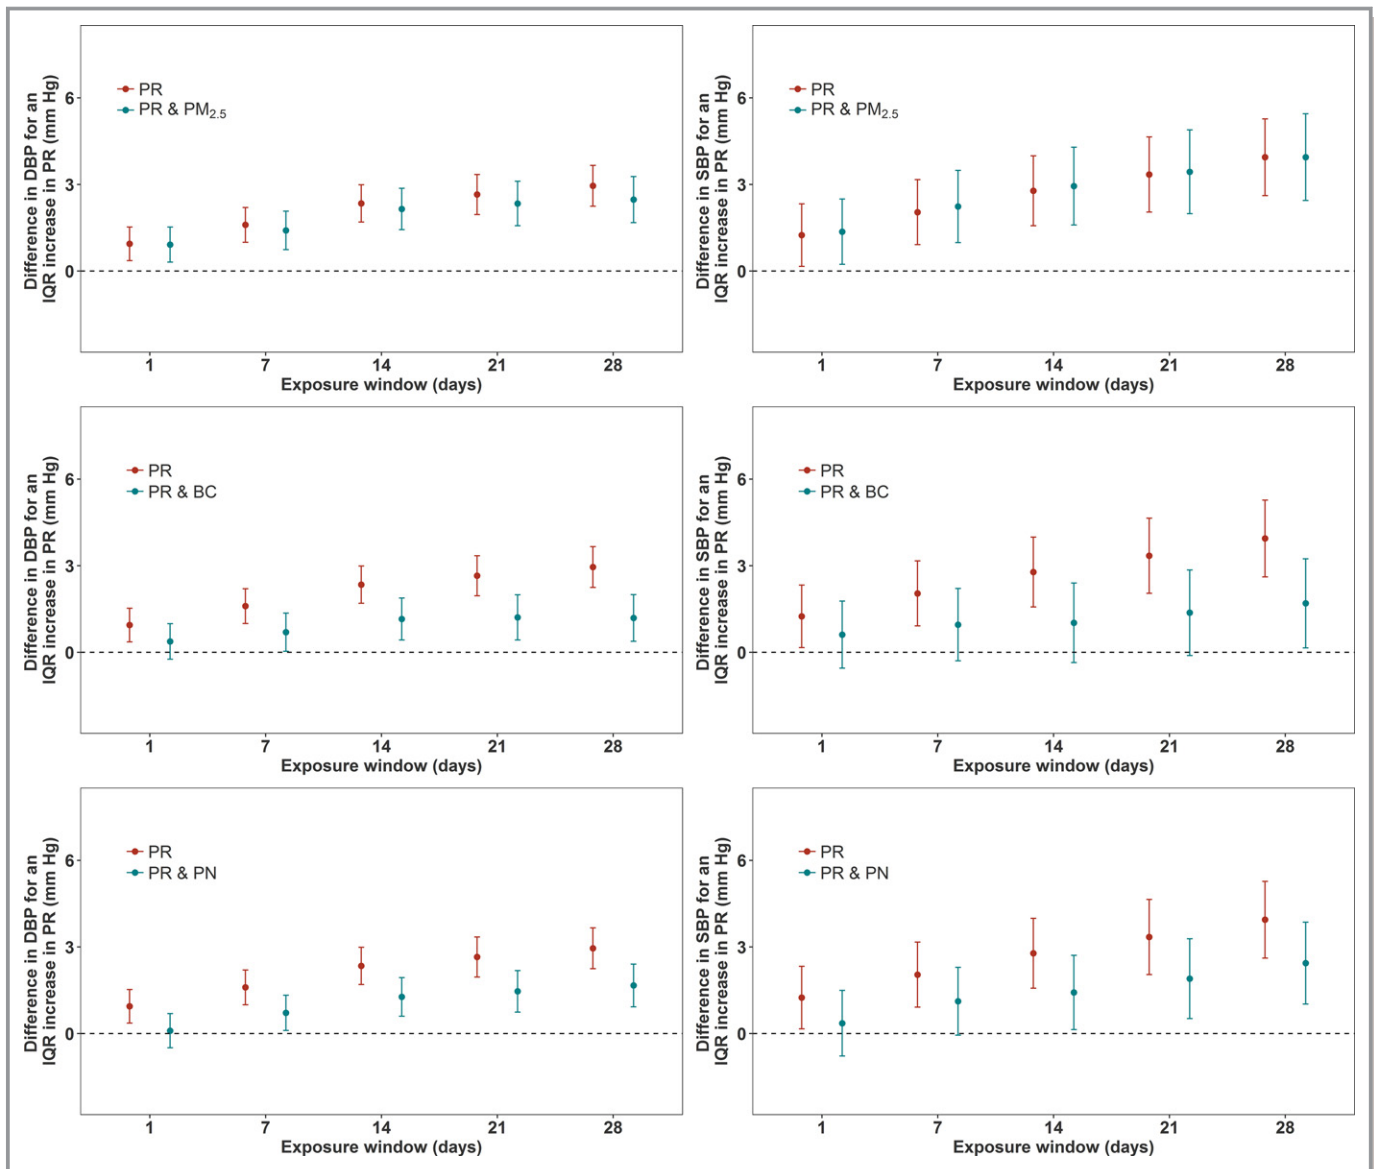 Difference in DBP for an
IQR increase in PR (mm Hg)
6
3
0
PR
PR & PM2.5
1 7 14 21 28
Exposure window (days)
Difference in SBP for an
IQR increase in PR (mm Hg)
6
3
0
PR
PR & PM2.5
1 7 14 21 28
Exposure window (days)
Difference in DBP for an
IQR increase in PR (mm Hg)
6
3
0
PR
PR & BC
1 7 14 21 28
Exposure window (days)
Difference in SBP for an
IQR increase in PR (mm Hg)
6
3
0
PR
PR & BC
1 7 14 21 28
Exposure window (days)
Difference in DBP for an
IQR increase in PR (mm Hg)
6
3
0
PR
PR & PN
1 7 14 21 28
Exposure window (days)
Difference in SBP for an
IQR increase in PR (mm Hg)
6
3
0
PR
PR & PN
1 7 14 21 28
Exposure window (days)